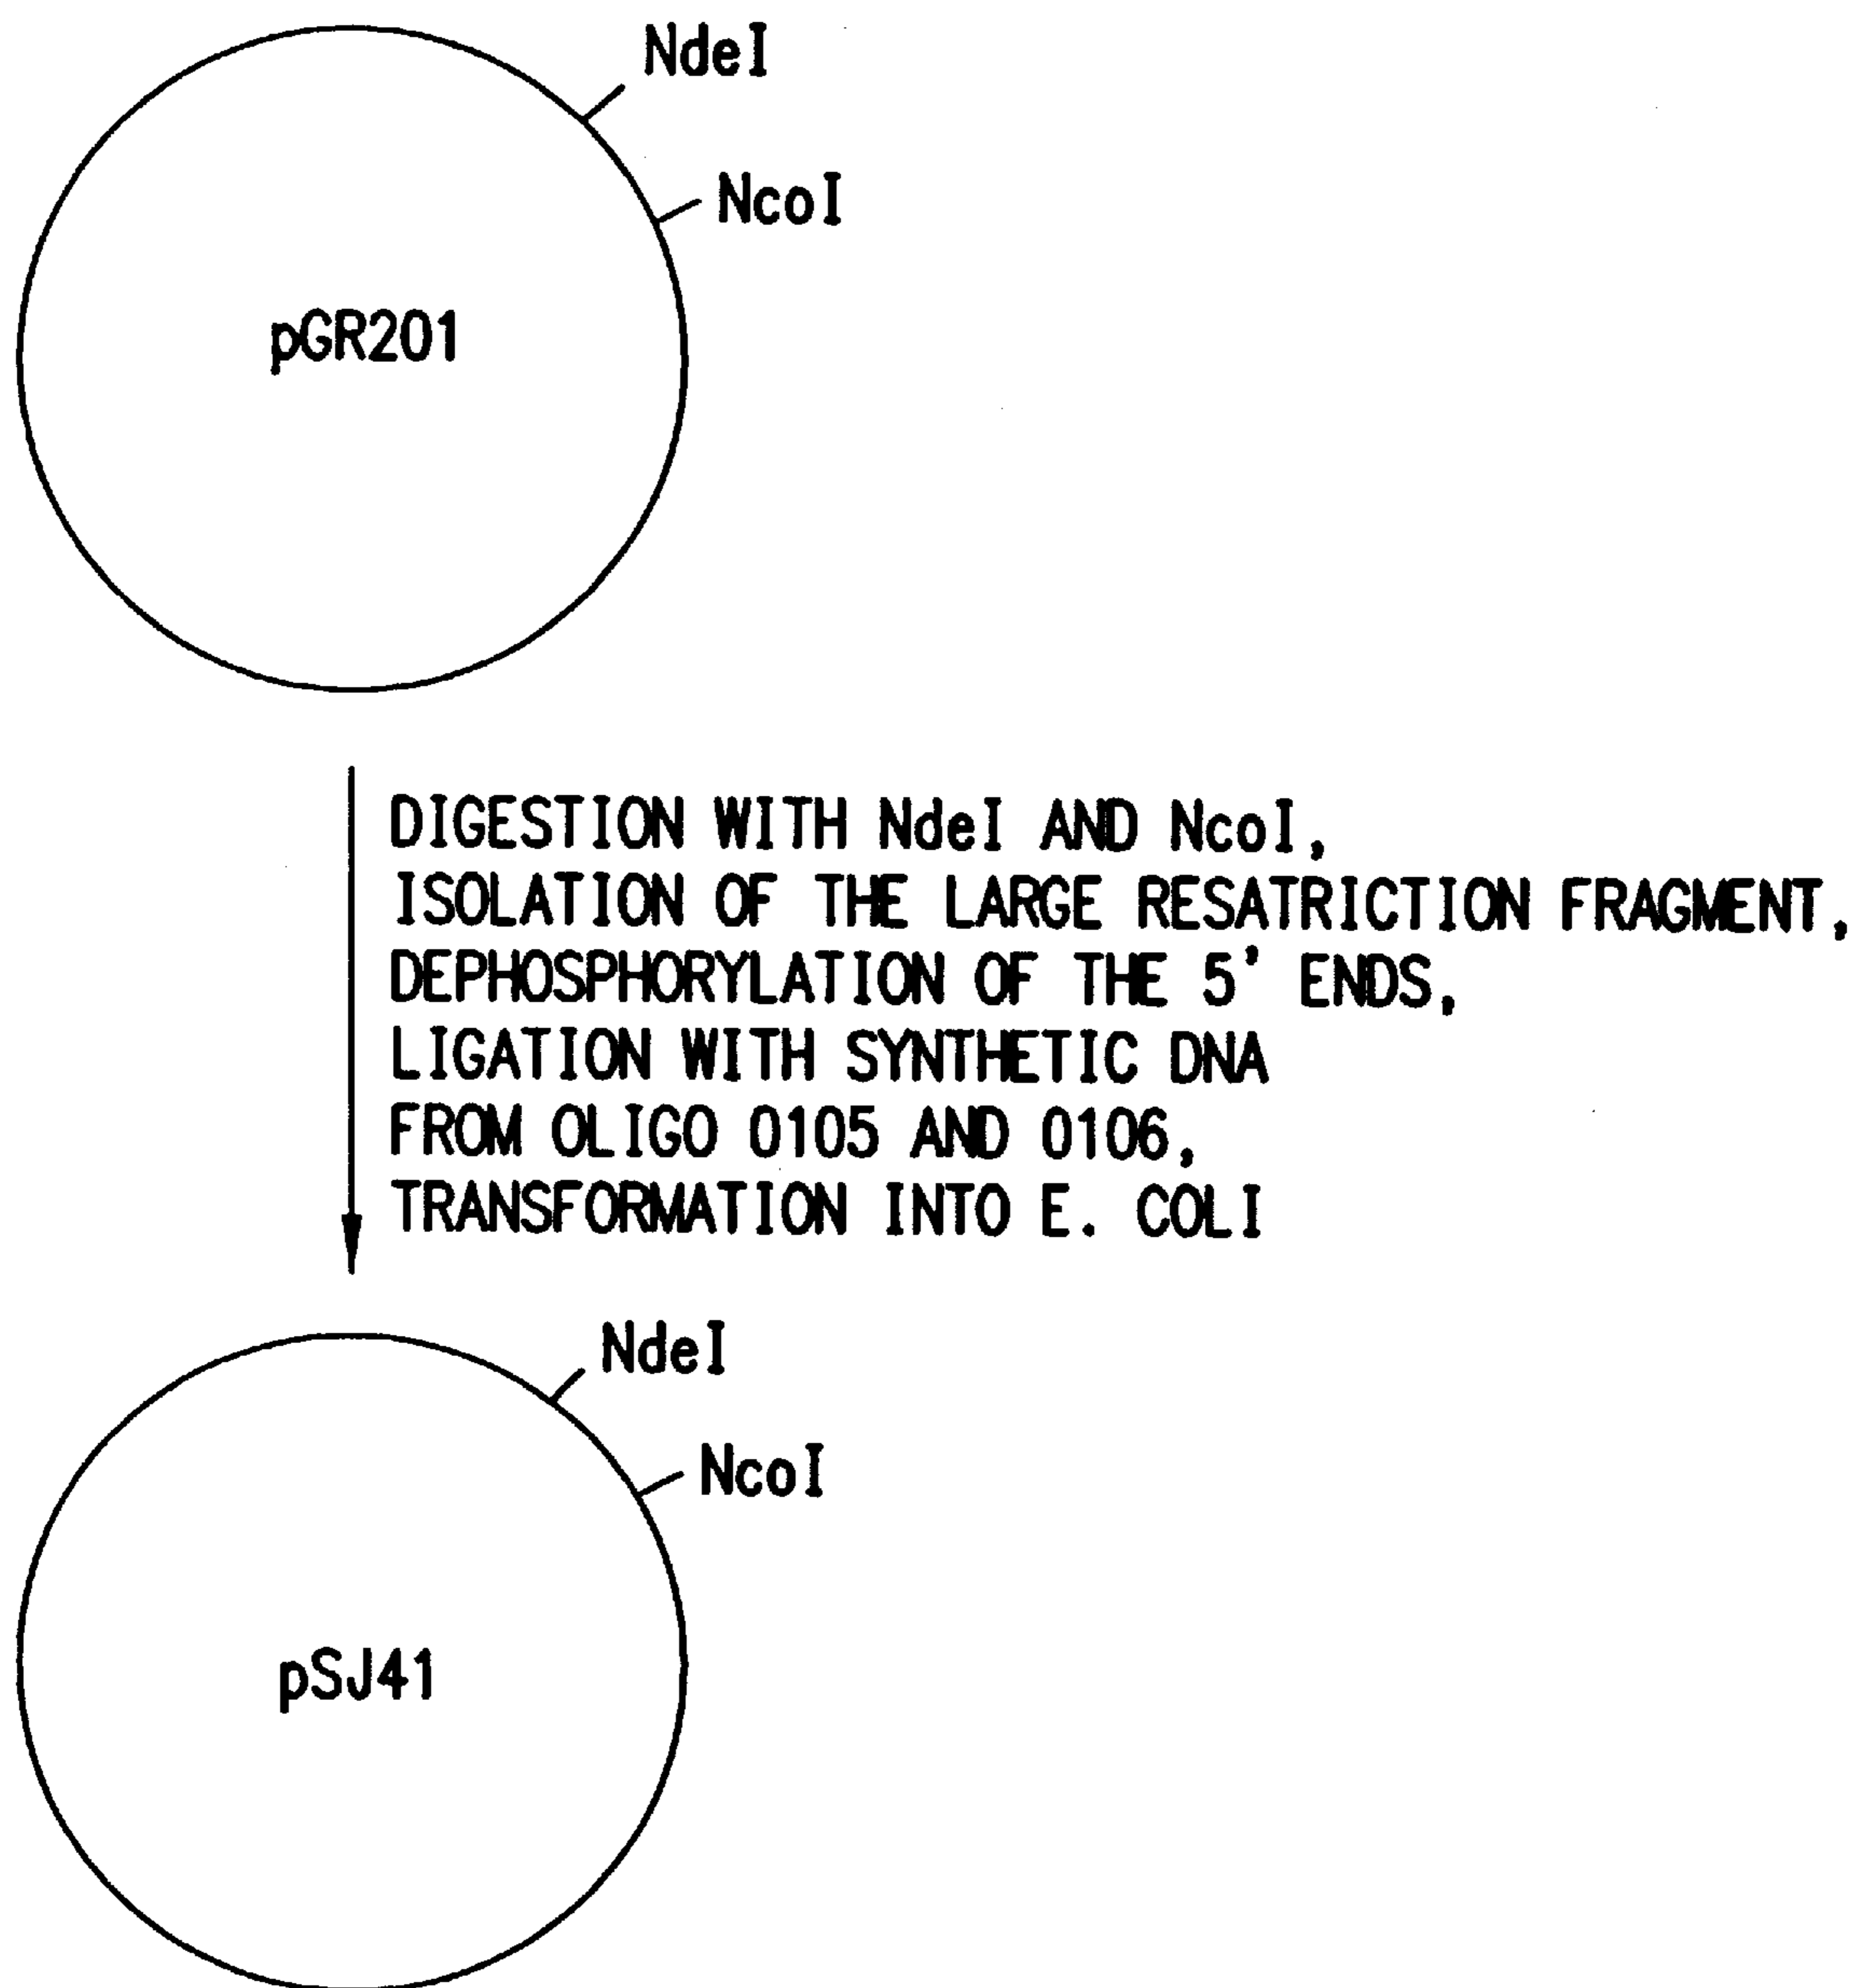 NdeI
NcoI
pGR201
DIGESTION WITH NdeI AND NcoI,
ISOLATION OF THE LARGE RESATRICTION FRAGMENT,
DEPHOSPHORYLATION OF THE 5' ENDS,
LIGATION WITH SYNTHETIC DNA
FROM OLIGO 0105 AND 0106,
TRANSFORMATION INTO E. COLI
NdeI
NcoI
pSJ41